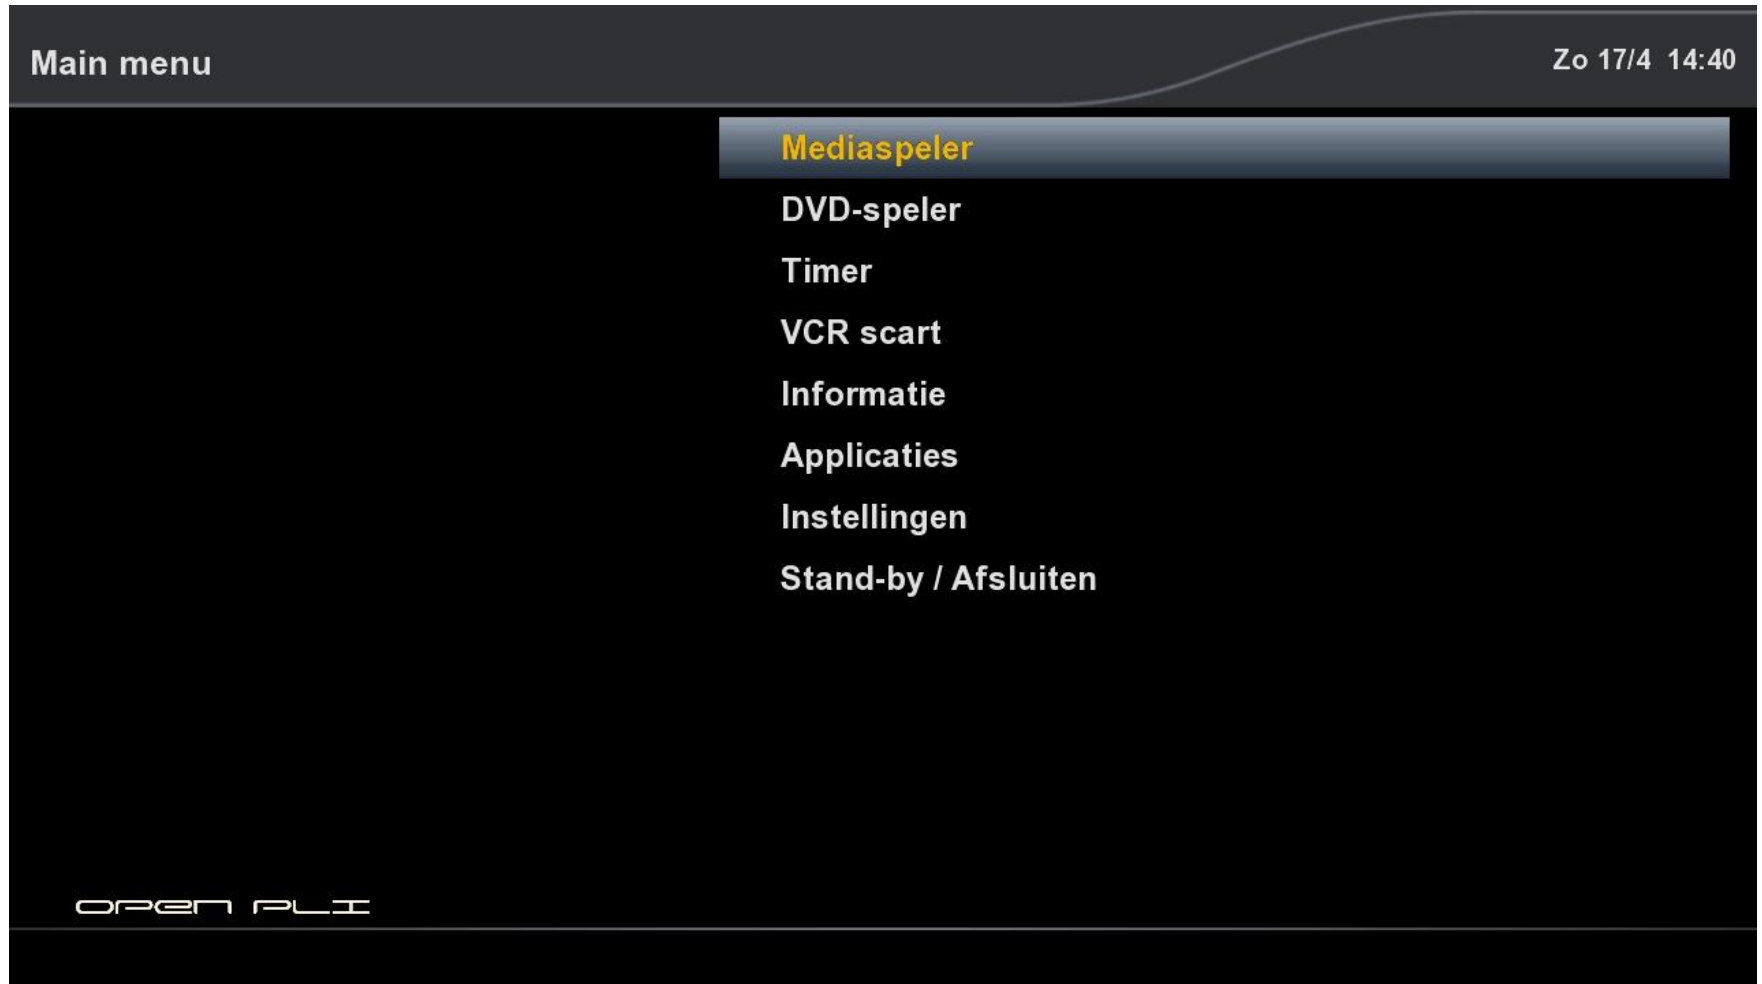 Main menu
Zo 17/4 14:40
Mediaspeler
DVD-speler
Timer
VCR scart
Informatie
Applicaties
Instellingen
Stand-by / Afsluiten
OPEN PLI